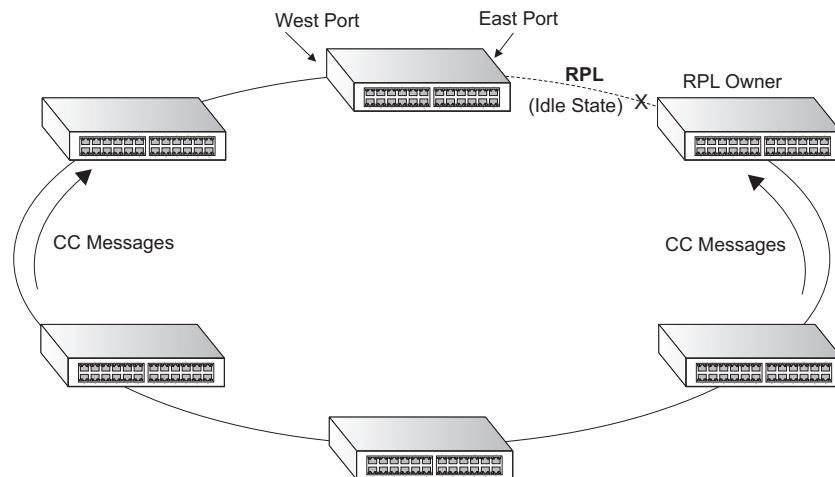 West Port
East Port
RPL
(Idle State)
X
RPL Owner
CC Messages
CC Messages